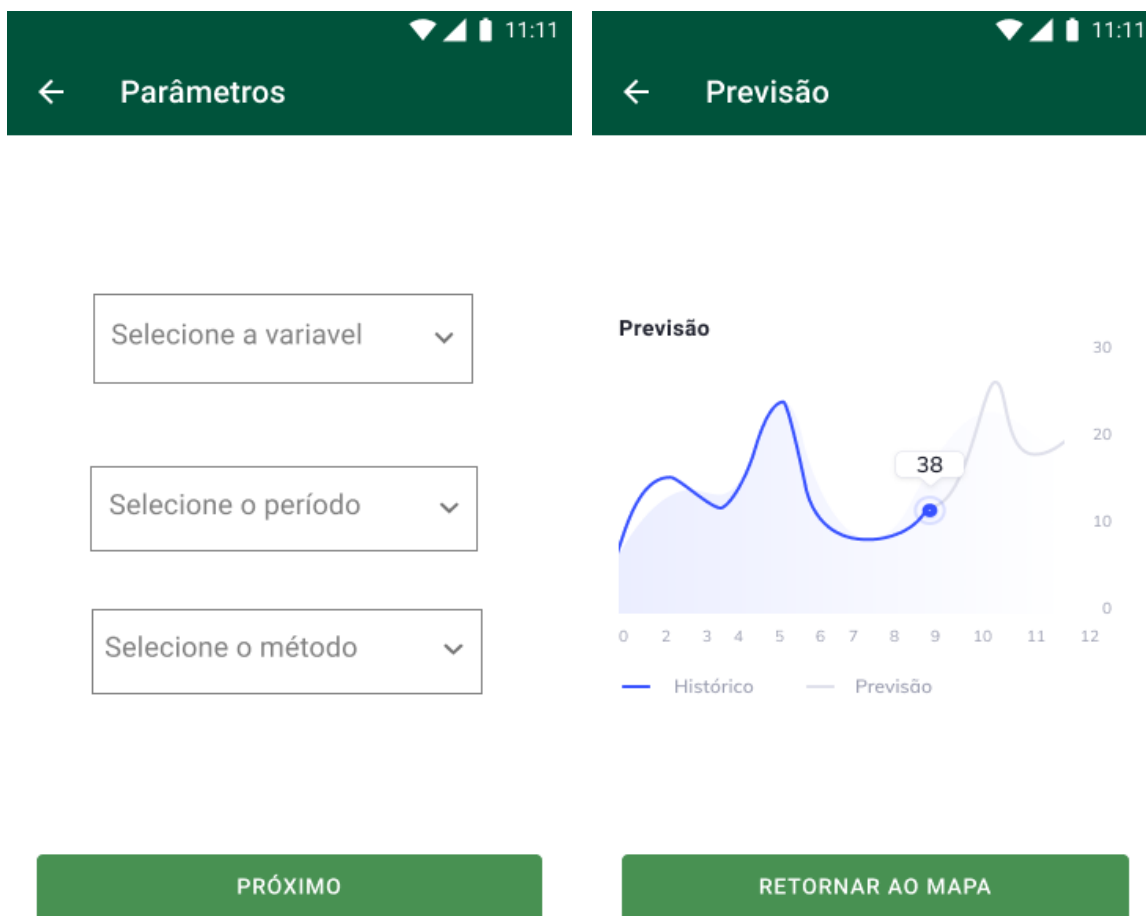 11:11
Parâmetros
Selecione a variavel
Selecione o período
Selecione o método
PRÓXIMO
11:11
Previsão
Previsão
30
20
38
10
0
0 2 3 4 5 6 7 8 9 10 11 12
Histórico Previsão
RETORNAR AO MAPA